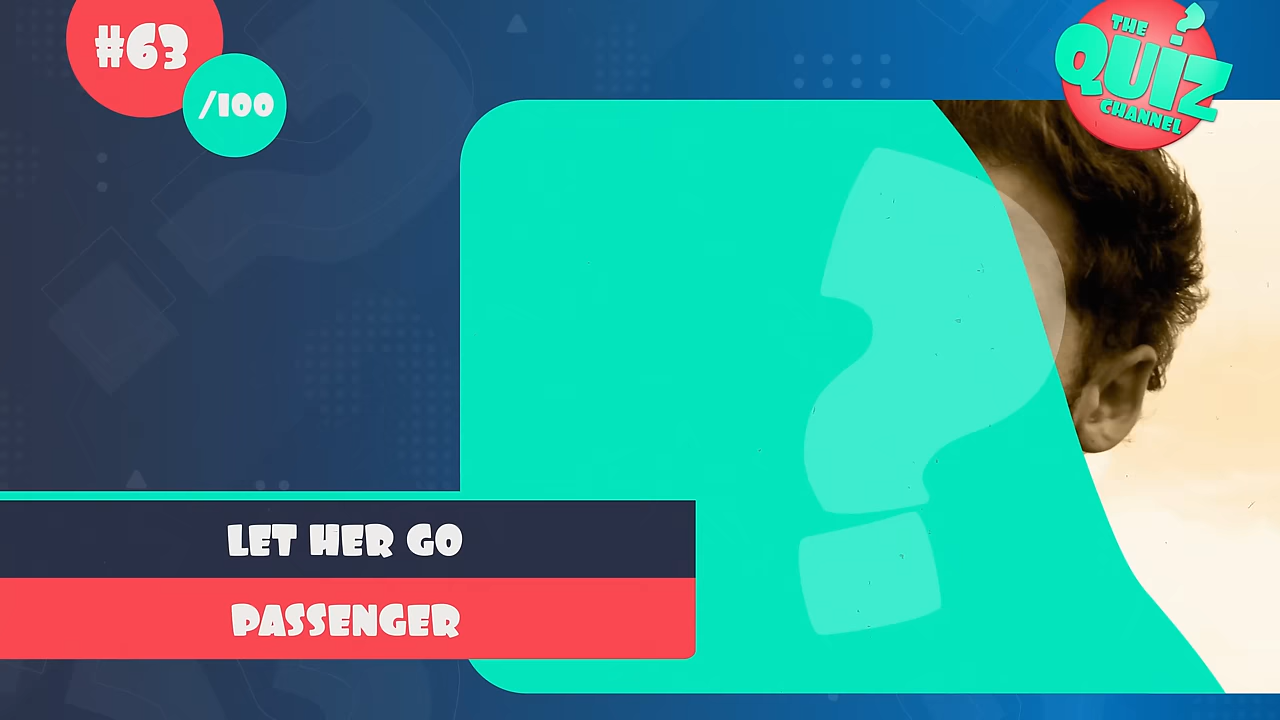 #63
/100
THE
QUIZ
CHANNEL
LET HER GO
PASSENGER